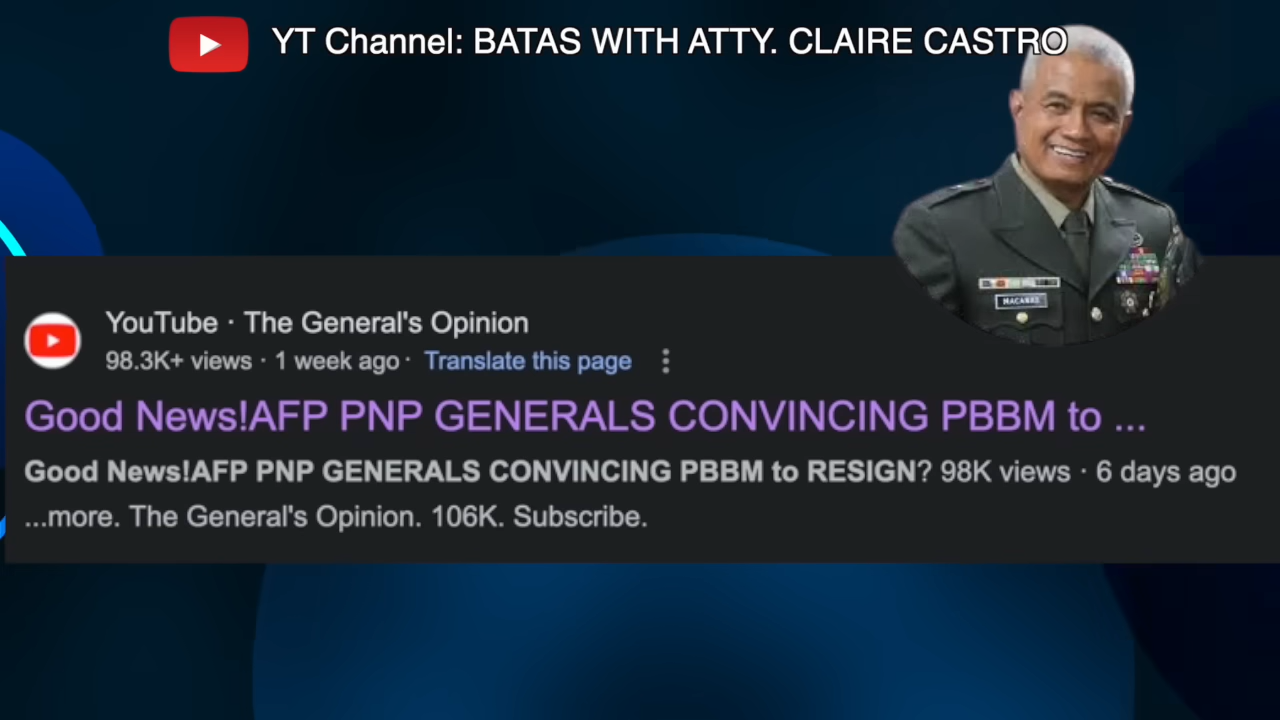 YT Channel: BATAS WITH ATTY. CLAIRE CASTRO
YouTube · The General's Opinion
98.3K+ views · 1 week ago · Translate this page
Good News!AFP PNP GENERALS CONVINCING PBBM to ...
Good News!AFP PNP GENERALS CONVINCING PBBM to RESIGN? 98K views · 6 days ago
...more. The General's Opinion. 106K. Subscribe.